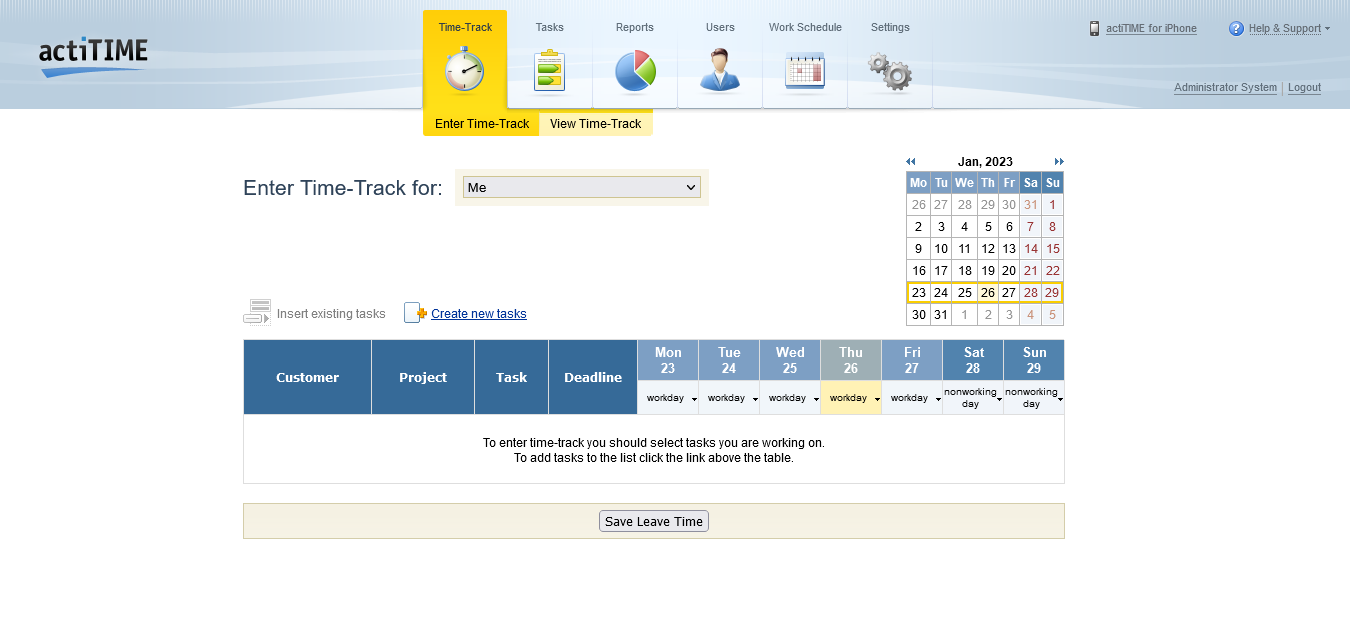 actiTIME
Time-Track
Tasks
Reports
Users
Work Schedule
Settings
actiTIME for iPhone
? Help & Support
Administrator System | Logout
Enter Time-Track
View Time-Track
Enter Time-Track for:
Me
Jan, 2023
Mo Tu We Th Fr Sa Su
26 27 28 29 30 31 1
2 3 4 5 6 7 8
9 10 11 12 13 14 15
16 17 18 19 20 21 22
23 24 25 26 27 28 29
30 31 1 2 3 4 5
Insert existing tasks
Create new tasks
Customer Project Task Deadline
Mon Tue Wed Thu Fri Sat Sun
23 24 25 26 27 28 29
workday workday workday workday workday nonworking day nonworking day
To enter time-track you should select tasks you are working on.
To add tasks to the list click the link above the table.
Save Leave Time